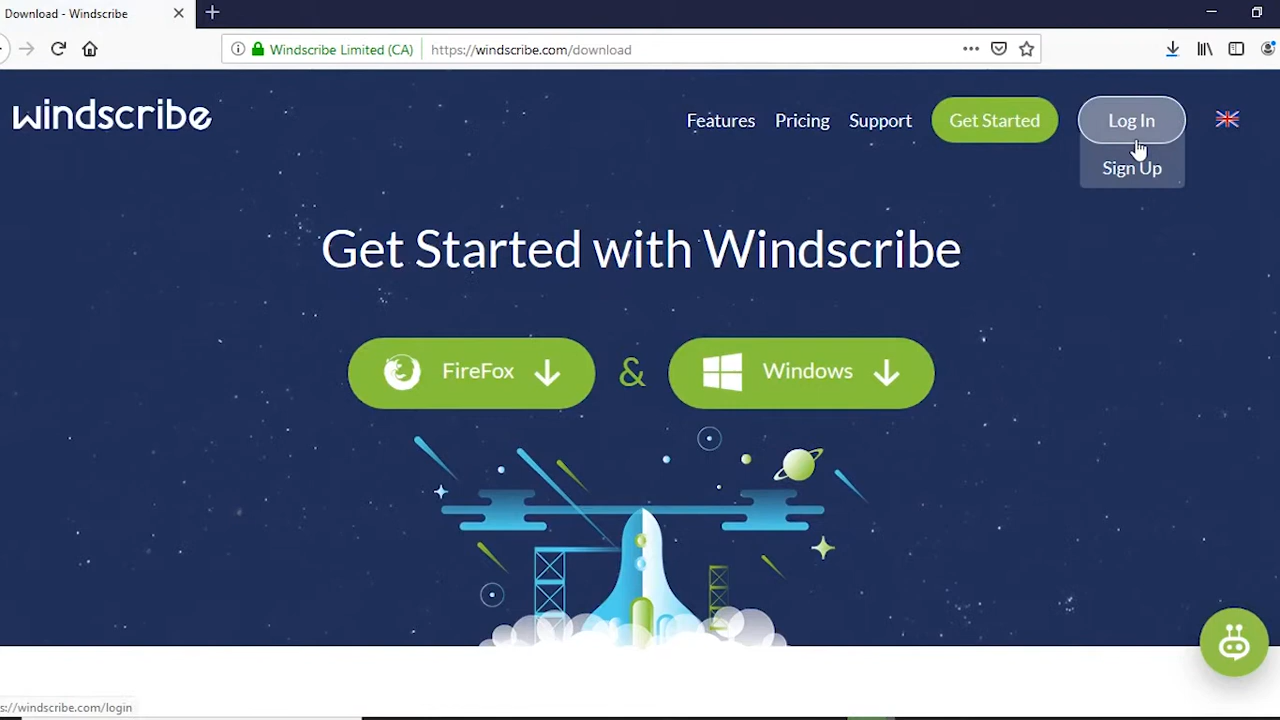 Download - Windscribe
Windscribe Limited (CA) https://windscribe.com/download
windscribe
Features Pricing Support Get Started Log In
Sign Up
Get Started with Windscribe
FireFox & Windows
s://windscribe.com/login